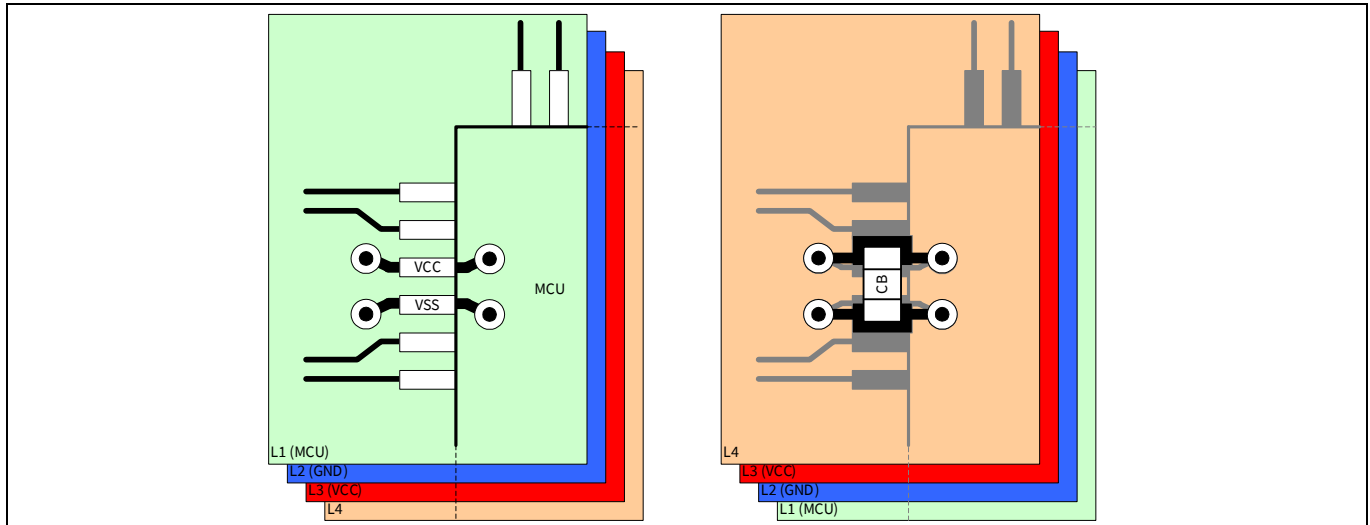 VCC
VSS
MCU
L1 (MCU)
L2 (GND)
L3 (VCC)
L4
CB
L4
L3 (VCC)
L2 (GND)
L1 (MCU)